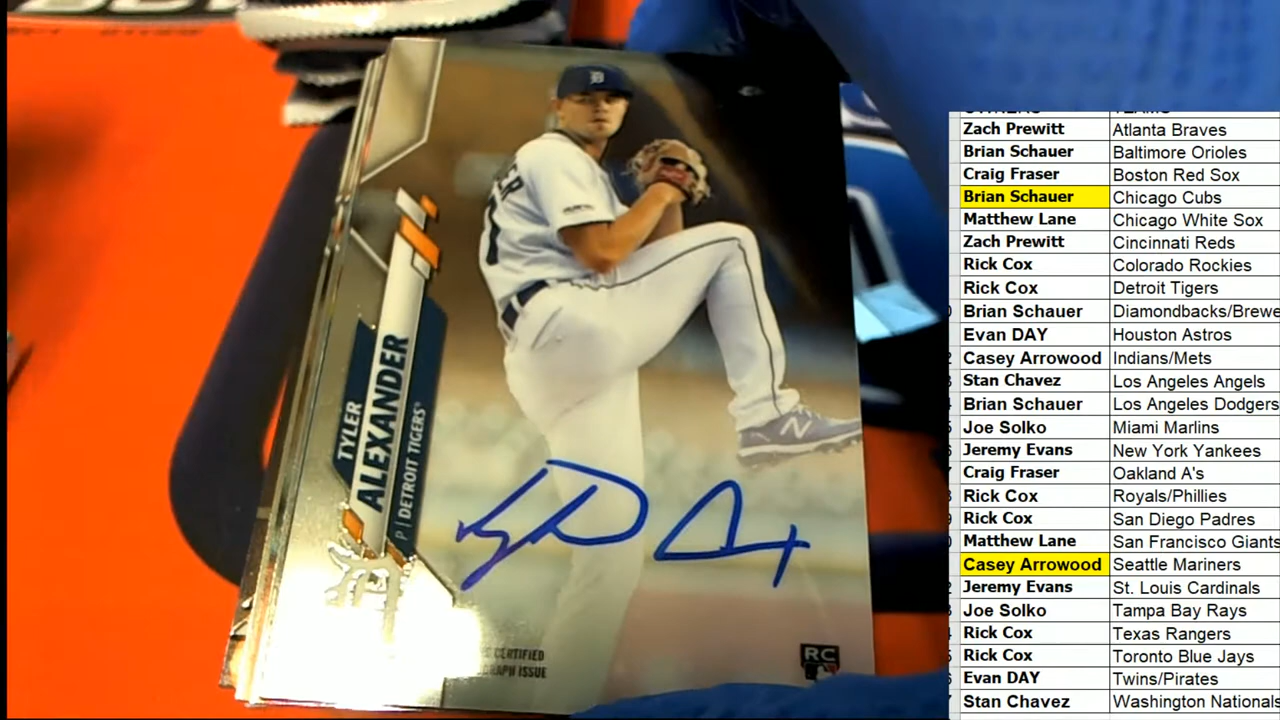 TYLER
ALEXANDER
P | DETROIT TIGERS
CERTIFIED
ISSUE
RC
Zach Prewitt Atlanta Braves
Brian Schauer Baltimore Orioles
Craig Fraser Boston Red Sox
Brian Schauer Chicago Cubs
Matthew Lane Chicago White Sox
Zach Prewitt Cincinnati Reds
Rick Cox Colorado Rockies
Rick Cox Detroit Tigers
Brian Schauer Diamondbacks/Brewe
Evan DAY Houston Astros
Casey Arrowood Indians/Mets
Stan Chavez Los Angeles Angels
Brian Schauer Los Angeles Dodgers
Joe Solko Miami Marlins
Jeremy Evans New York Yankees
Craig Fraser Oakland A's
Rick Cox Royals/Phillies
Rick Cox San Diego Padres
Matthew Lane San Francisco Giants
Casey Arrowood Seattle Mariners
Jeremy Evans St. Louis Cardinals
Joe Solko Tampa Bay Rays
Rick Cox Texas Rangers
Rick Cox Toronto Blue Jays
Evan DAY Twins/Pirates
Stan Chavez Washington Nationals